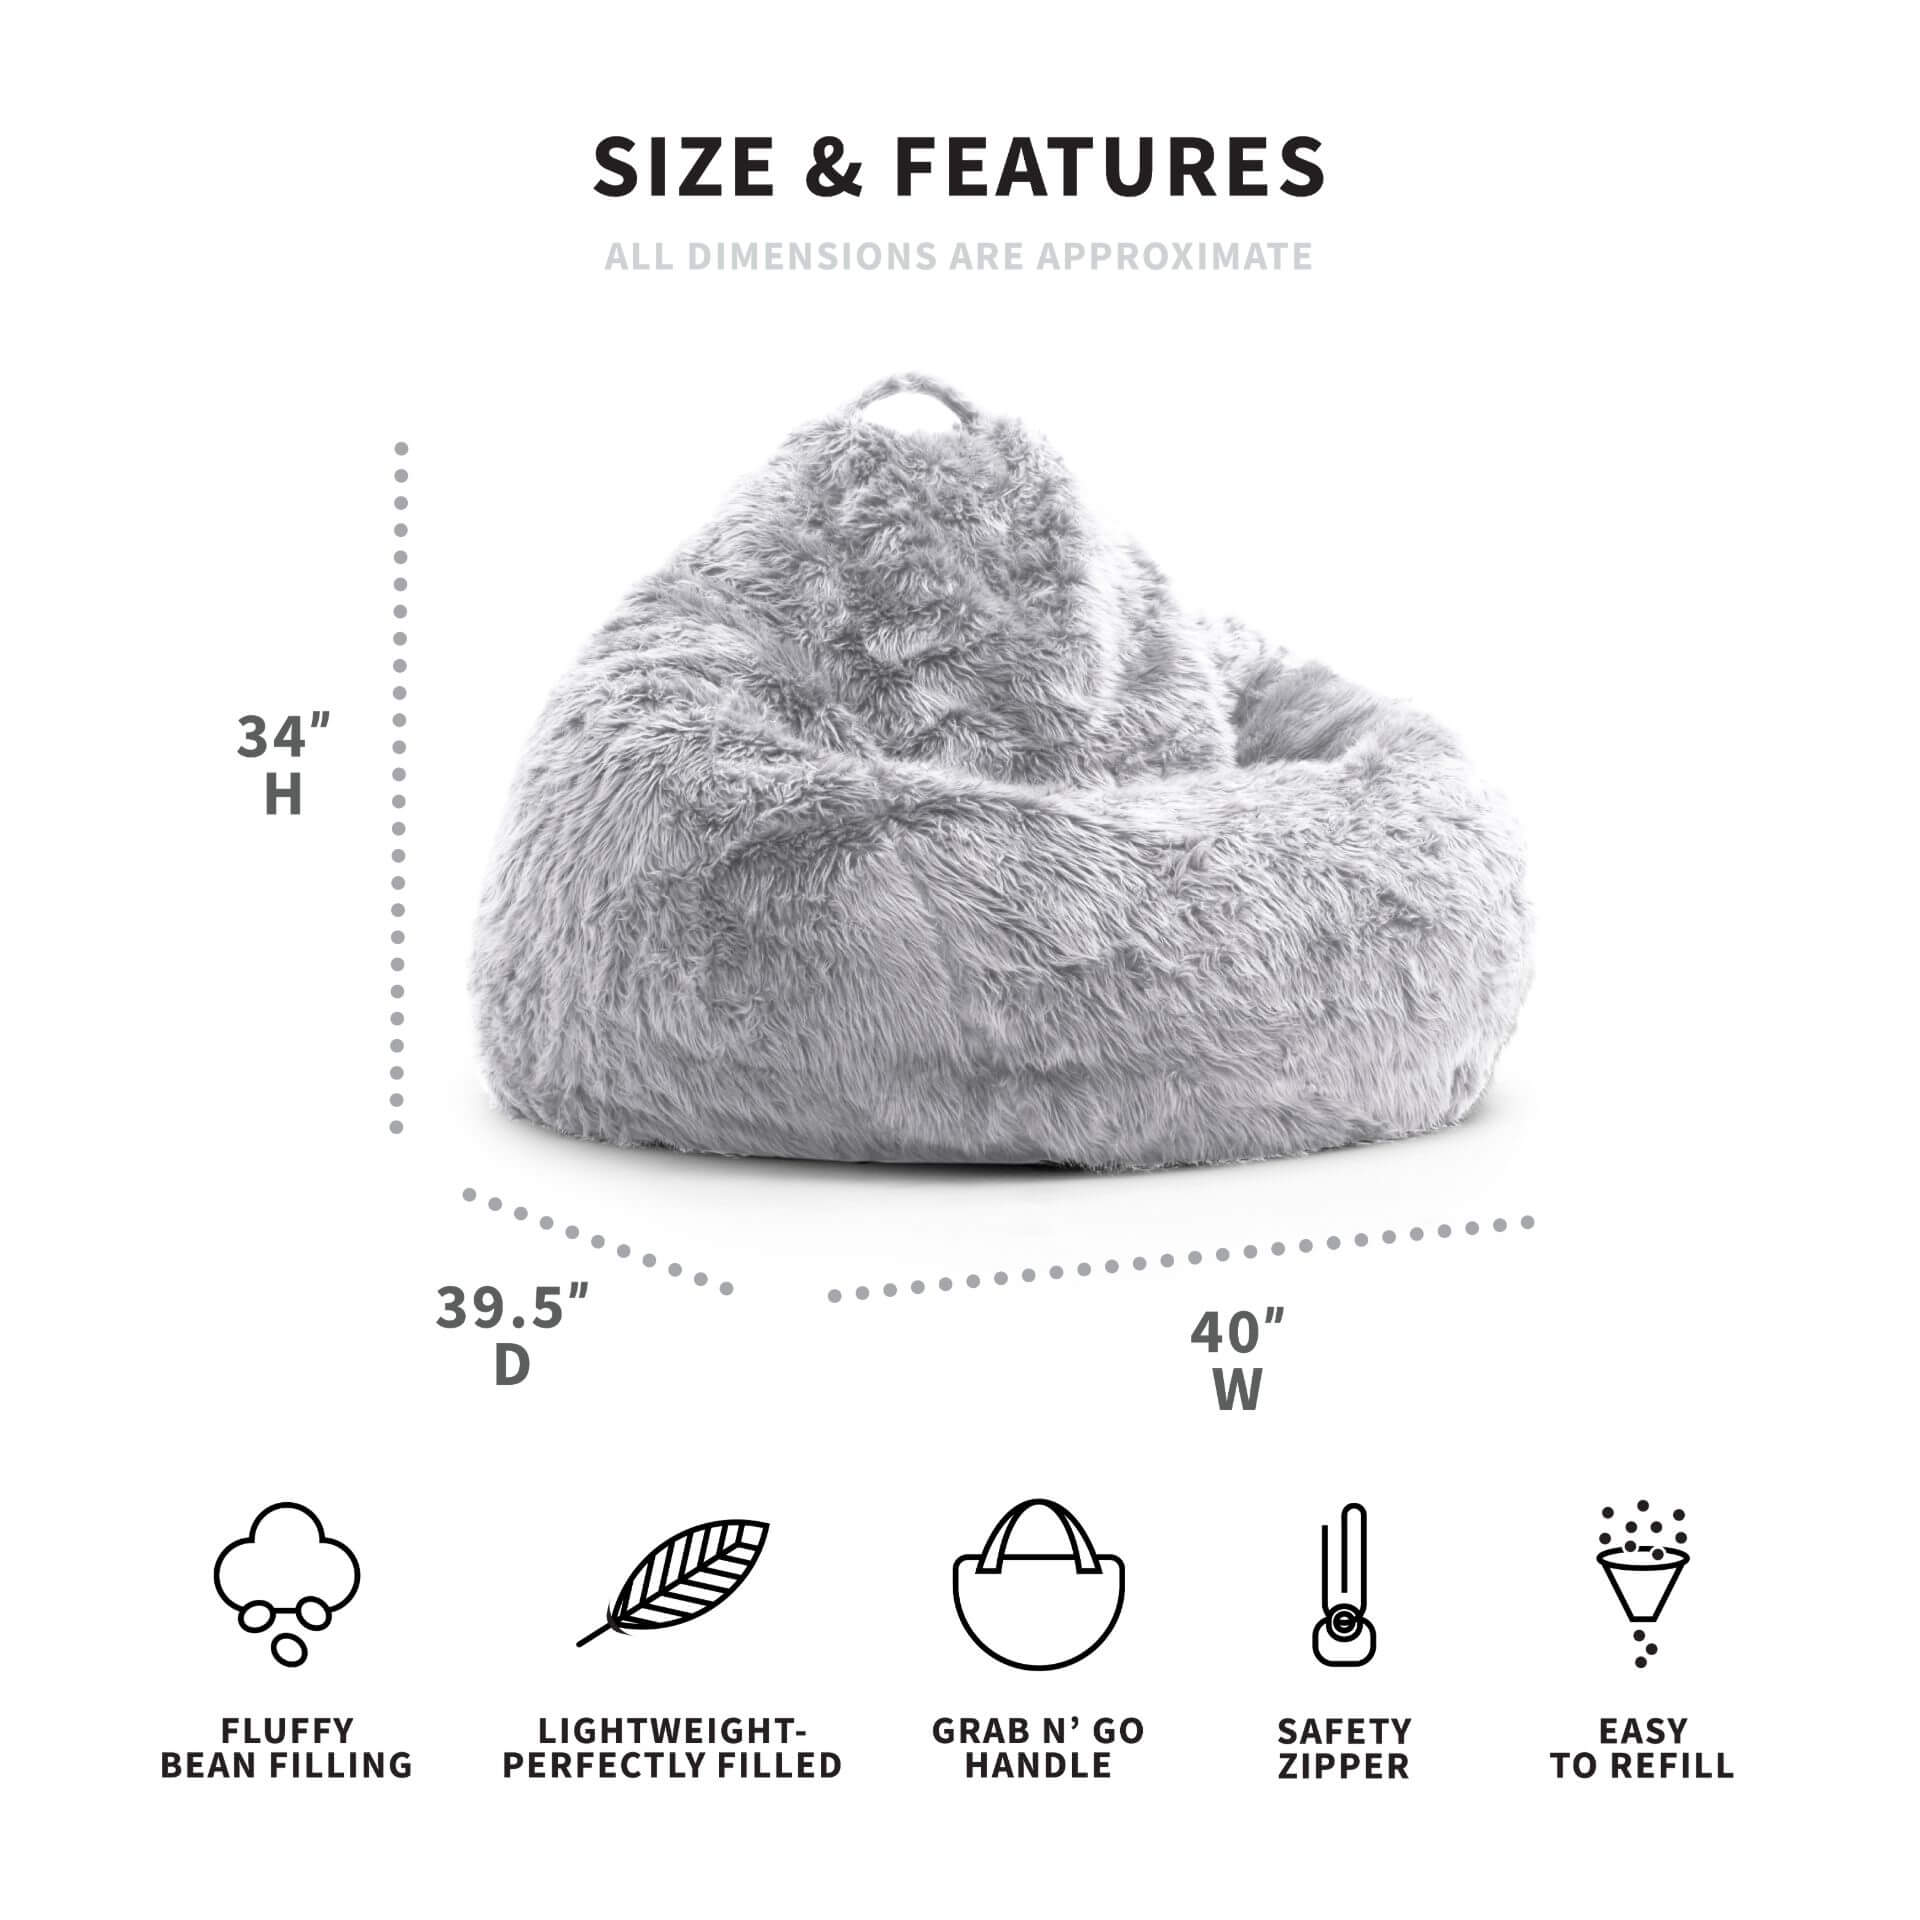 SIZE & FEATURES
ALL DIMENSIONS ARE APPROXIMATE
34"
H
39.5"
D
40"
W
FLUFFY
BEAN FILLING
LIGHTWEIGHT-
PERFECTLY FILLED
GRAB N’ GO
HANDLE
SAFETY
ZIPPER
EASY
TO REFILL